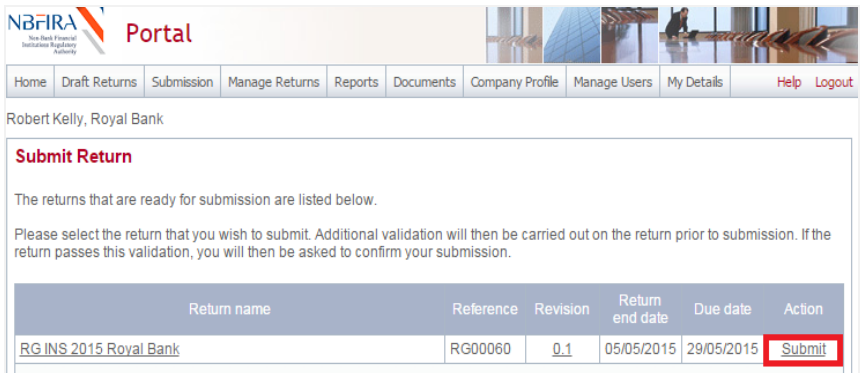 NBFIRA
Non-Bank Financial
Institutions Regulatory
Authority
Portal
Home Draft Returns Submission Manage Returns Reports Documents Company Profile Manage Users My Details Help Logout
Robert Kelly, Royal Bank
Submit Return
The returns that are ready for submission are listed below.
Please select the return that you wish to submit. Additional validation will then be carried out on the return prior to submission. If the
return passes this validation, you will then be asked to confirm your submission.
Return name Reference Revision Return end date Due date Action
RG INS 2015 Royal Bank RG00060 0.1 05/05/2015 29/05/2015 Submit